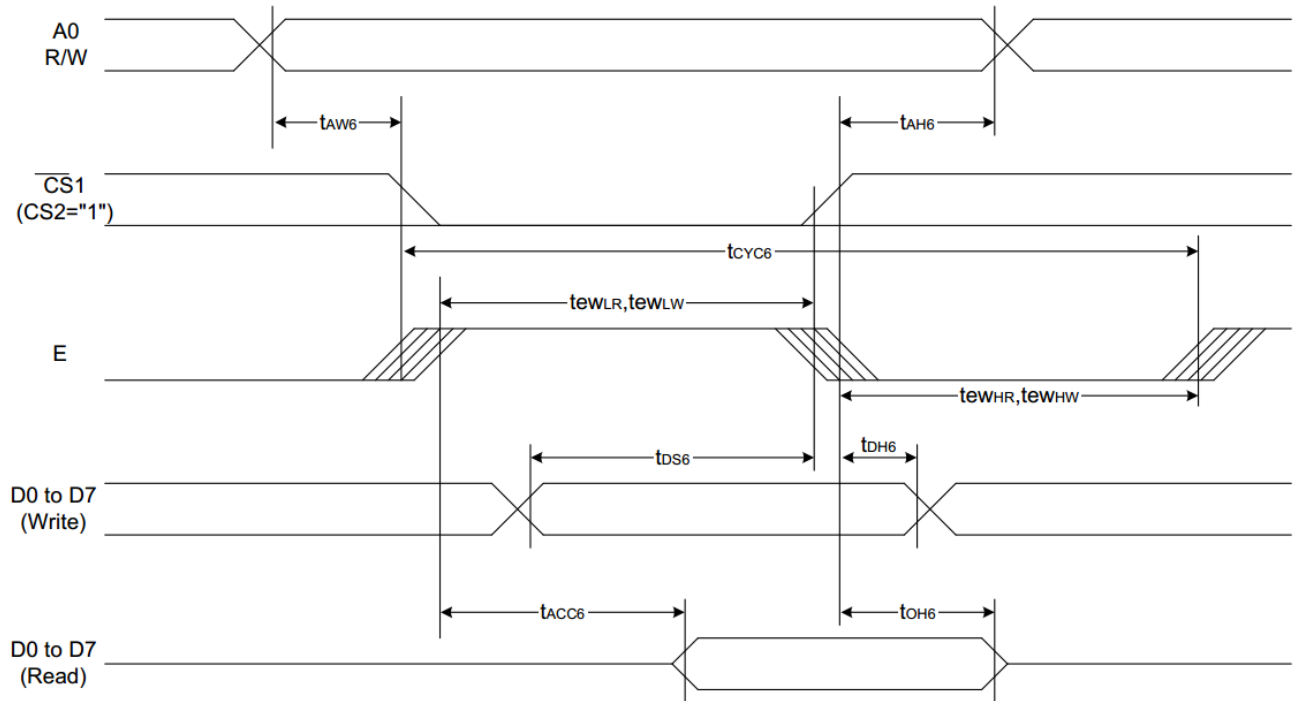 A0
R/W
tAW6
tAH6
CS1
(CS2="1")
tCYC6
tewLR,tewLW
E
tewHR,tewHW
tDS6
tDH6
D0 to D7
(Write)
tACC6
tOH6
D0 to D7
(Read)